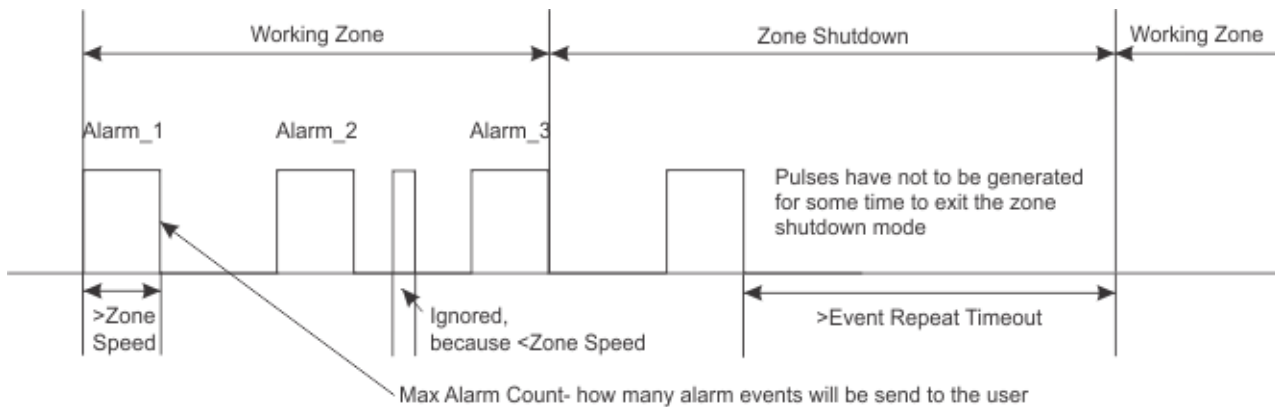 Working Zone
Zone Shutdown
Working Zone
Alarm_1
Alarm_2
Alarm_3
Pulses have not to be generated
for some time to exit the zone
shutdown mode
>Zone
Speed
Ignored,
because <Zone Speed
>Event Repeat Timeout
Max Alarm Count- how many alarm events will be send to the user